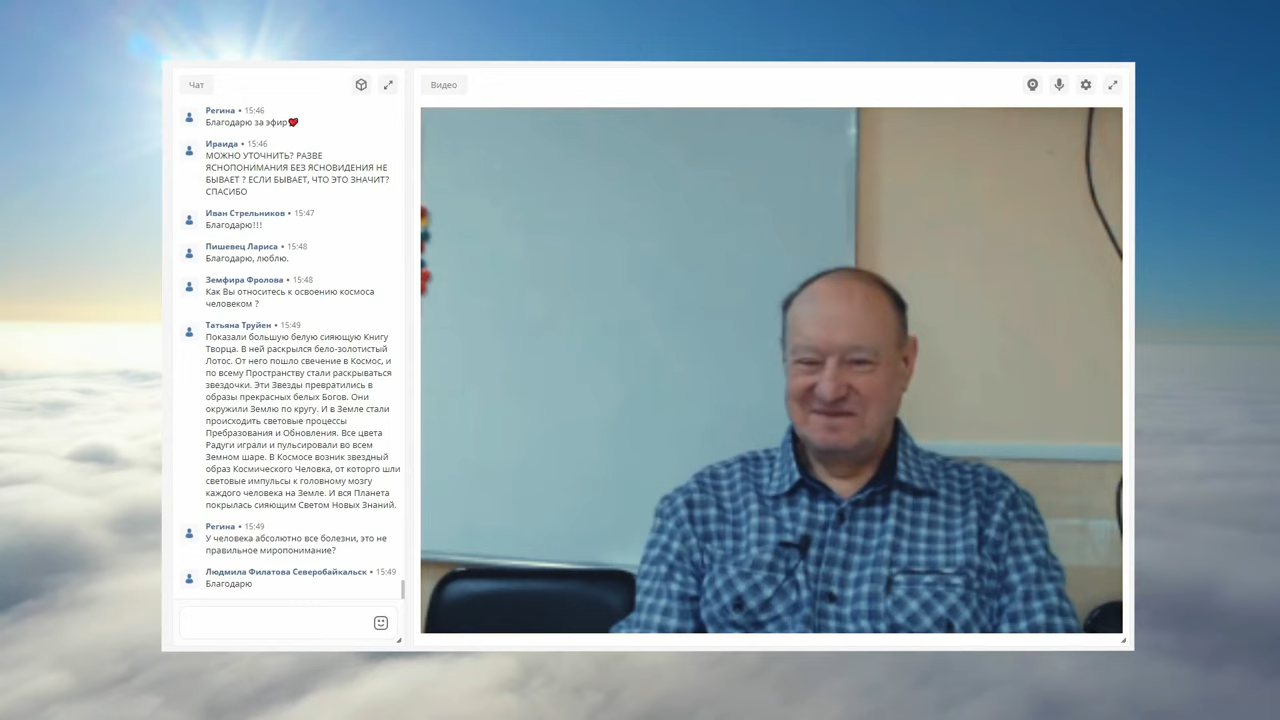 Чат
Видео
Регина • 15:46
Благодарю за эфир
Ираида • 15:46
МОЖНО УТОЧНИТЬ? РАЗВЕ
ЯСНОПОНИМАНИЯ БЕЗ ЯСНОВИДЕНИЯ НЕ
БЫВАЕТ ? ЕСЛИ БЫВАЕТ, ЧТО ЭТО ЗНАЧИТ?
СПАСИБО
Иван Стрельников • 15:47
Благодарю!!!
Пишевец Лариса • 15:48
Благодарю, люблю.
Земфира Фролова • 15:48
Как Вы относитесь к освоению космоса
человеком ?
Татьяна Труйен • 15:49
Показали большую белую сияющую Книгу
Творца. В ней раскрылся бело-золотистый
Лотос. От него пошло свечение в Космос, и
по всему Пространству стали раскрываться
звездочки. Эти Звезды превратились в
образы прекрасных белых Богов. Они
окружили Землю по кругу. И в Земле стали
происходить световые процессы
Пребразования и Обновления. Все цвета
Радуги играли и пульсировали во всем
Земном шаре. В Космосе возник звездный
образ Космического Человка, от которго шли
световые импульсы к головному мозгу
каждого человека на Земле. И вся Планета
покрылась сияющим Светом Новых Знаний.
Регина • 15:49
У человека абсолютно все болезни, это не
правильное миропонимание?
Людмила Филатова Северобайкальск • 15:49
Благодарю